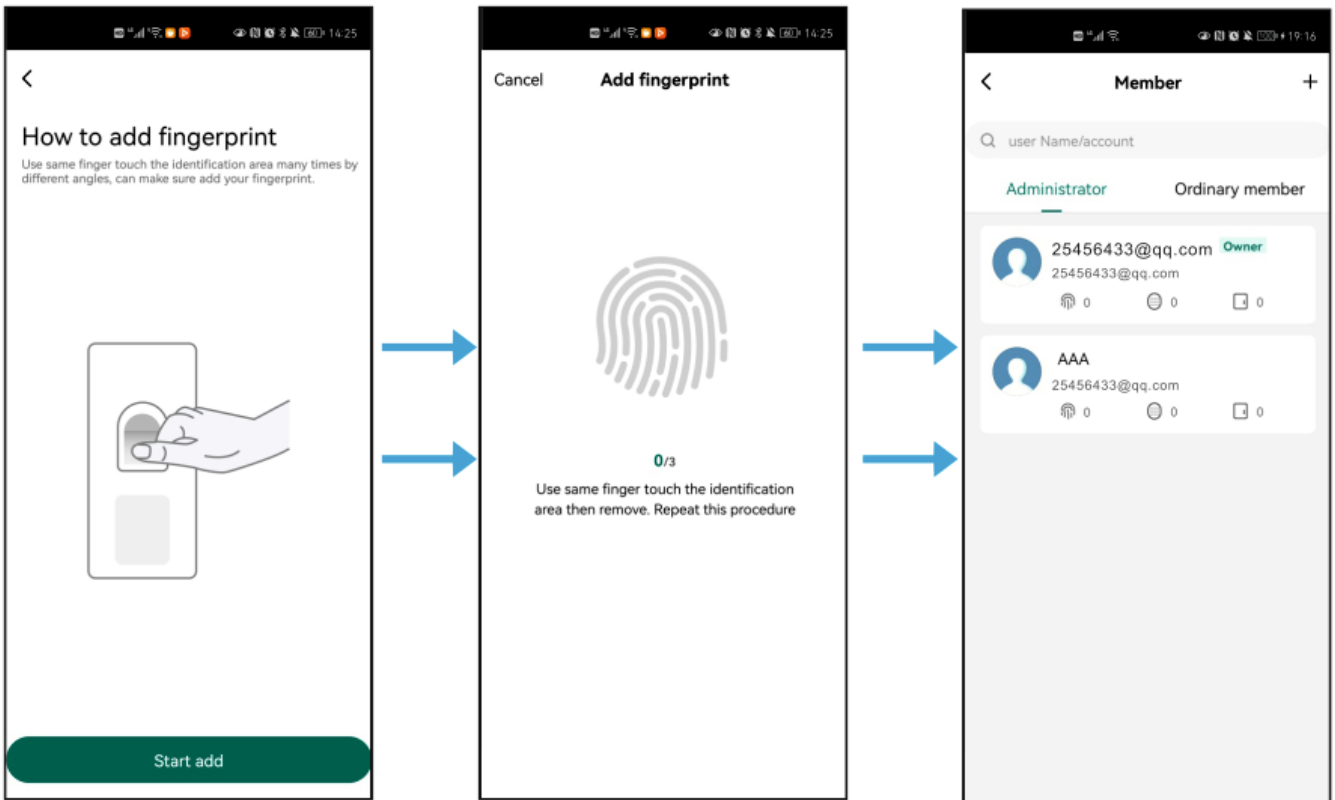 14:25
How to add fingerprint
Use same finger touch the identification area many times by
different angles, can make sure add your fingerprint.
Start add
14:25
Cancel
Add fingerprint
0/3
Use same finger touch the identification
area then remove. Repeat this procedure
19:16
Member
user Name/account
Administrator
Ordinary member
25456433@qq.com Owner
25456433@qq.com
0 0 0
AAA
25456433@qq.com
0 0 0